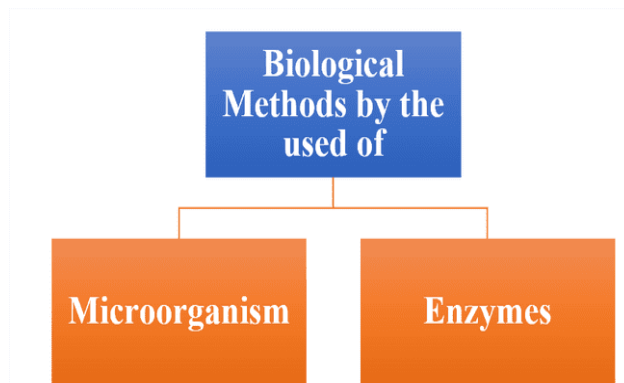 Biological
Methods by the
used of
Microorganism
Enzymes